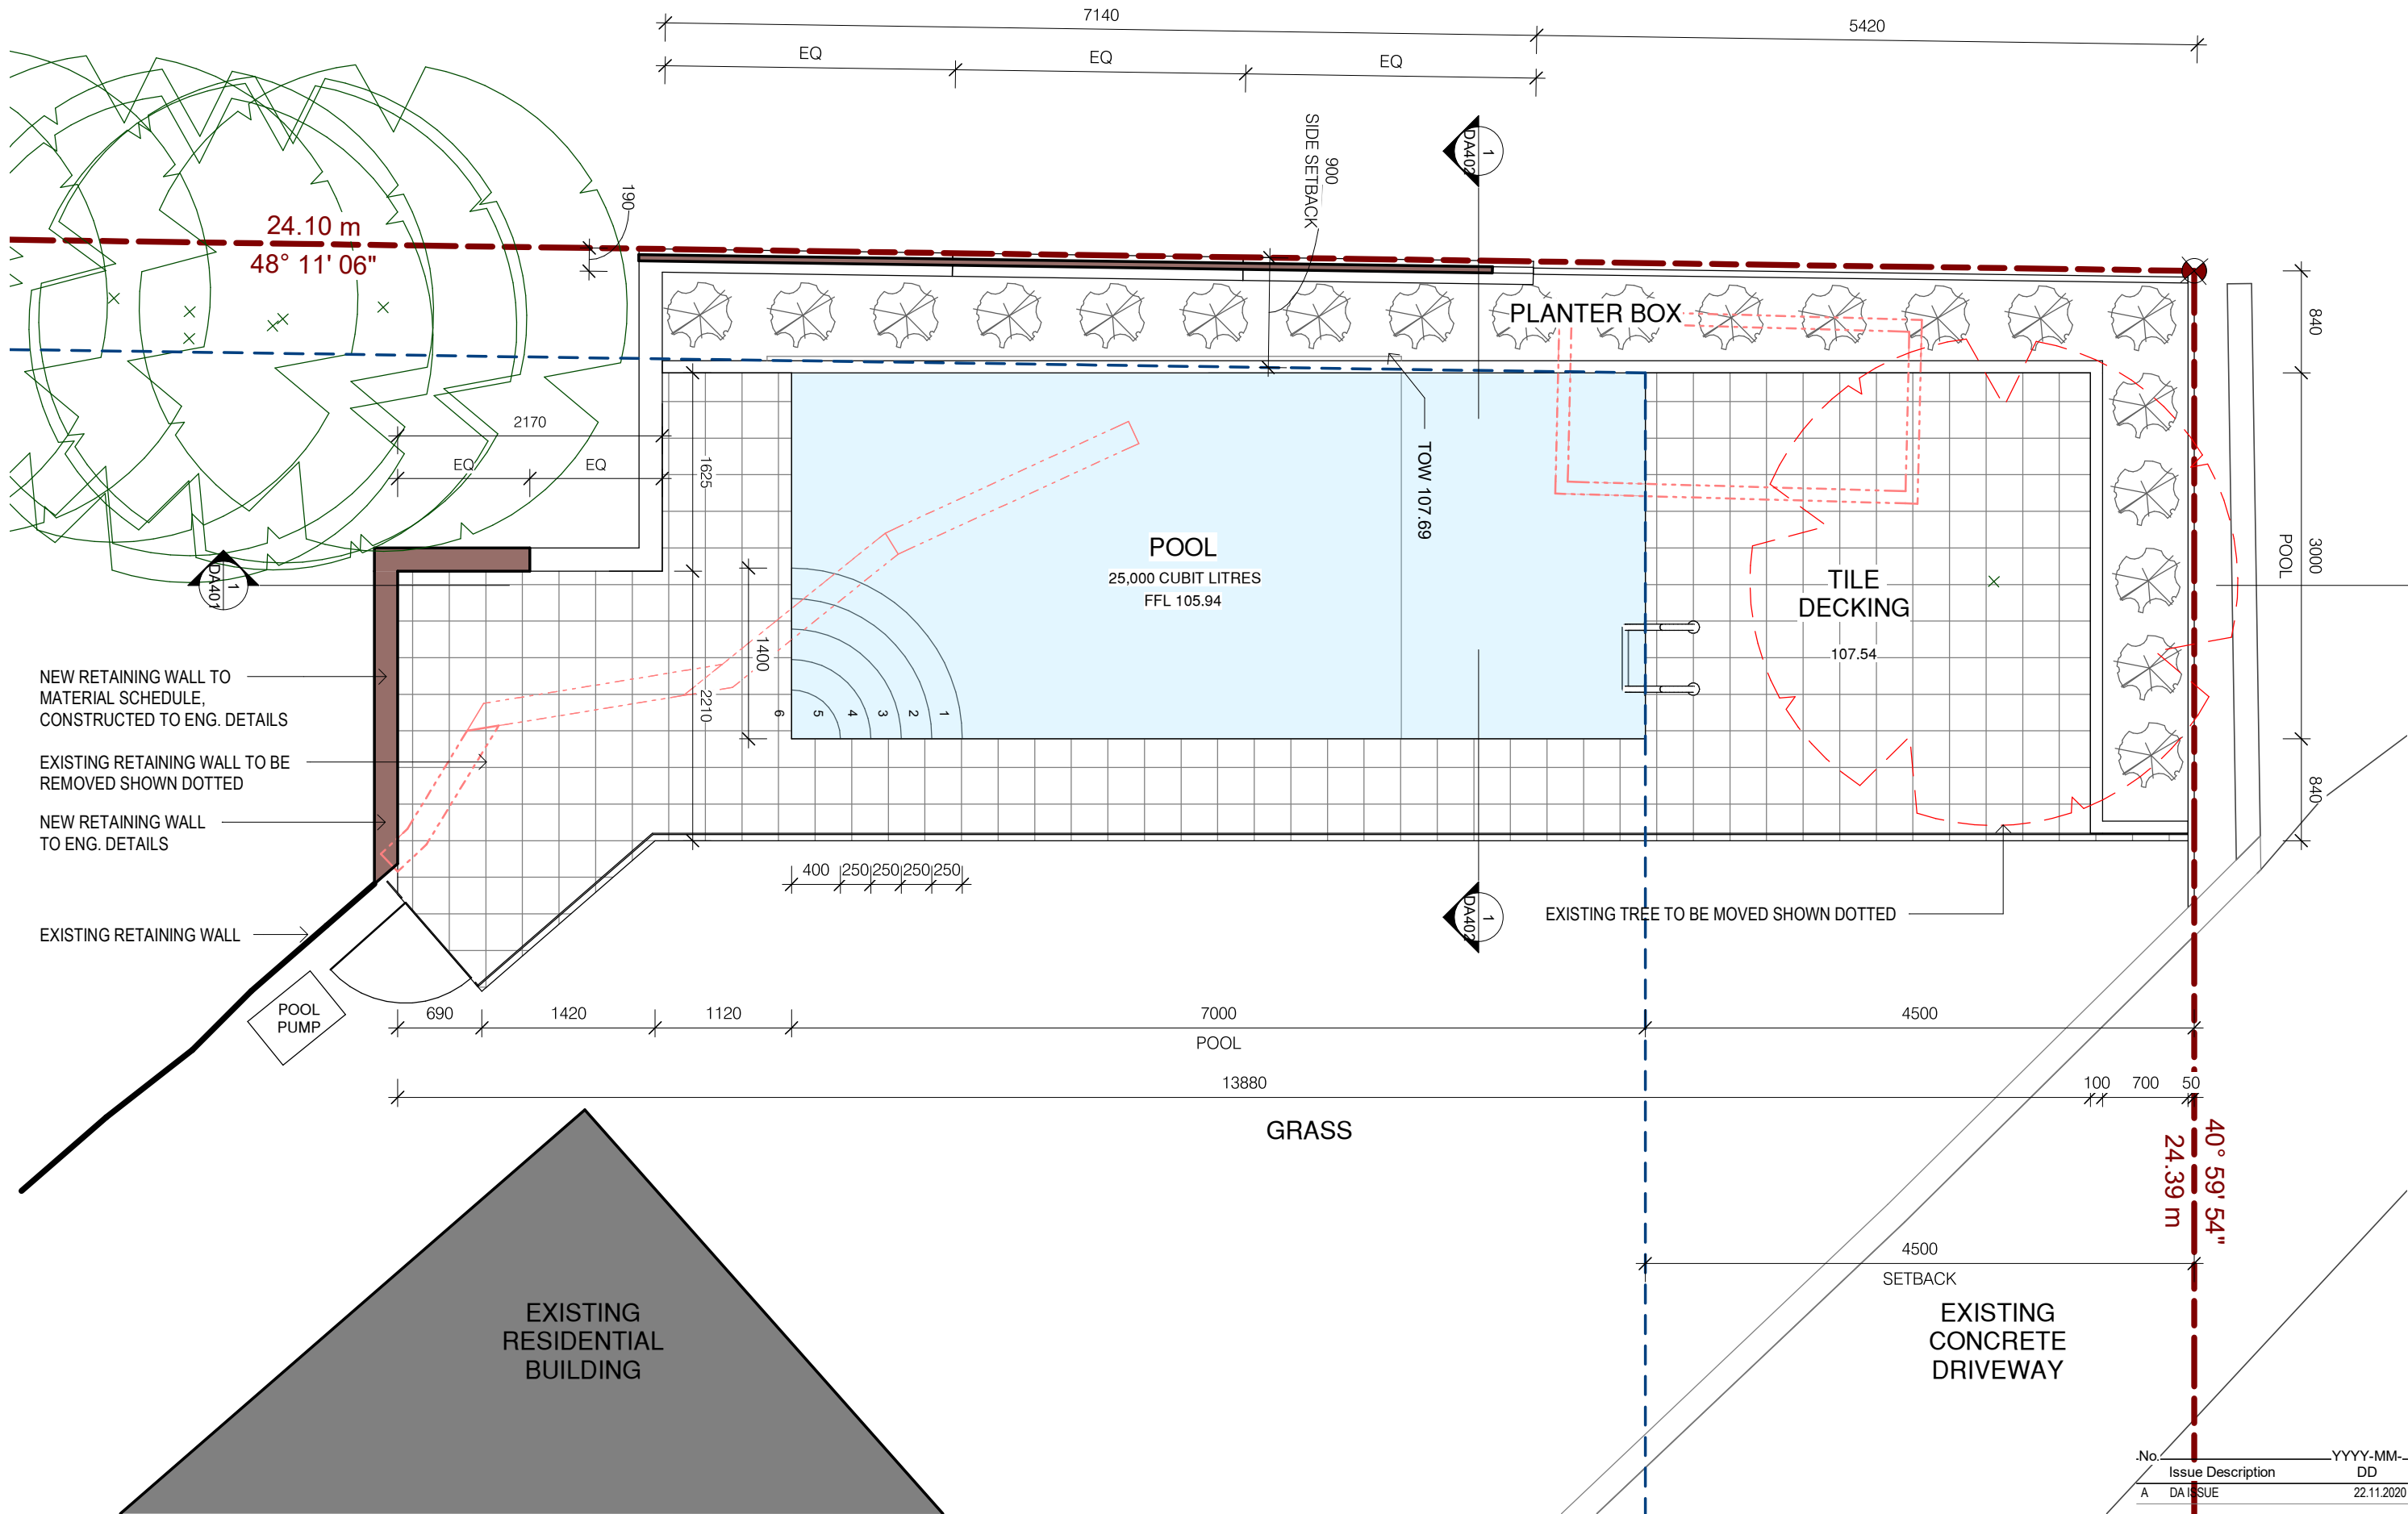 7140
5420
EQ
EQ
EQ
900
SIDE SETBACK
1
DA402
190
24.10 m
48° 11' 06"
PLANTER BOX
840
2170
EQ
EQ
1625
TOW 107.69
POOL
25,000 CUBIT LITRES
FFL 105.94
3000
POOL
TILE
DECKING
107.54
1
DA401
1400
2210
6
5
4
3
2
1
NEW RETAINING WALL TO
MATERIAL SCHEDULE,
CONSTRUCTED TO ENG. DETAILS
EXISTING RETAINING WALL TO BE
REMOVED SHOWN DOTTED
NEW RETAINING WALL
TO ENG. DETAILS
840
400
250
250
250
250
1
DA402
EXISTING TREE TO BE MOVED SHOWN DOTTED
EXISTING RETAINING WALL
POOL
PUMP
690
1420
1120
7000
POOL
4500
13880
100
700
50
GRASS
40° 59' 54"
24.39 m
4500
SETBACK
EXISTING
RESIDENTIAL
BUILDING
EXISTING
CONCRETE
DRIVEWAY
No. YYYY-MM-
Issue Description DD
A DA ISSUE 22.11.2020